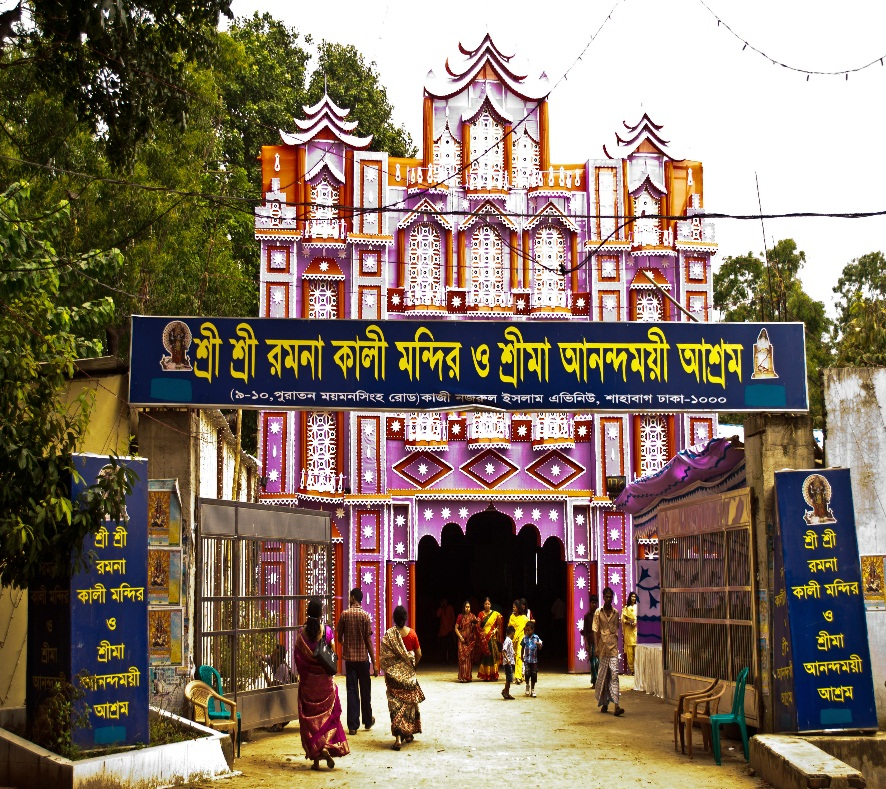 শ্রী শ্রী রমনা কালী মন্দির ও শ্রীমা আনন্দময়ী আশ্রম
(৯-১০,পুরাতন ময়মনসিংহ রোড)কাজী নজরুল ইসলাম এভিনিউ, শাহাবাগ ঢাকা-১০০০
শ্রী শ্রী
রমনা
কালী মন্দির
ও
শ্রীমা
আনন্দময়ী
আশ্রম
শ্রী শ্রী
রমনা
কালী মন্দির
ও
শ্রীমা
আনন্দময়ী
আশ্রম